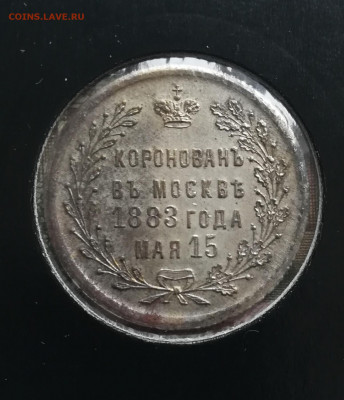 COINS.LAVE.RU
КОРОНОВАНЪ
ВЪ МОСКВѢ
1883 ГОДА
МАЯ 15